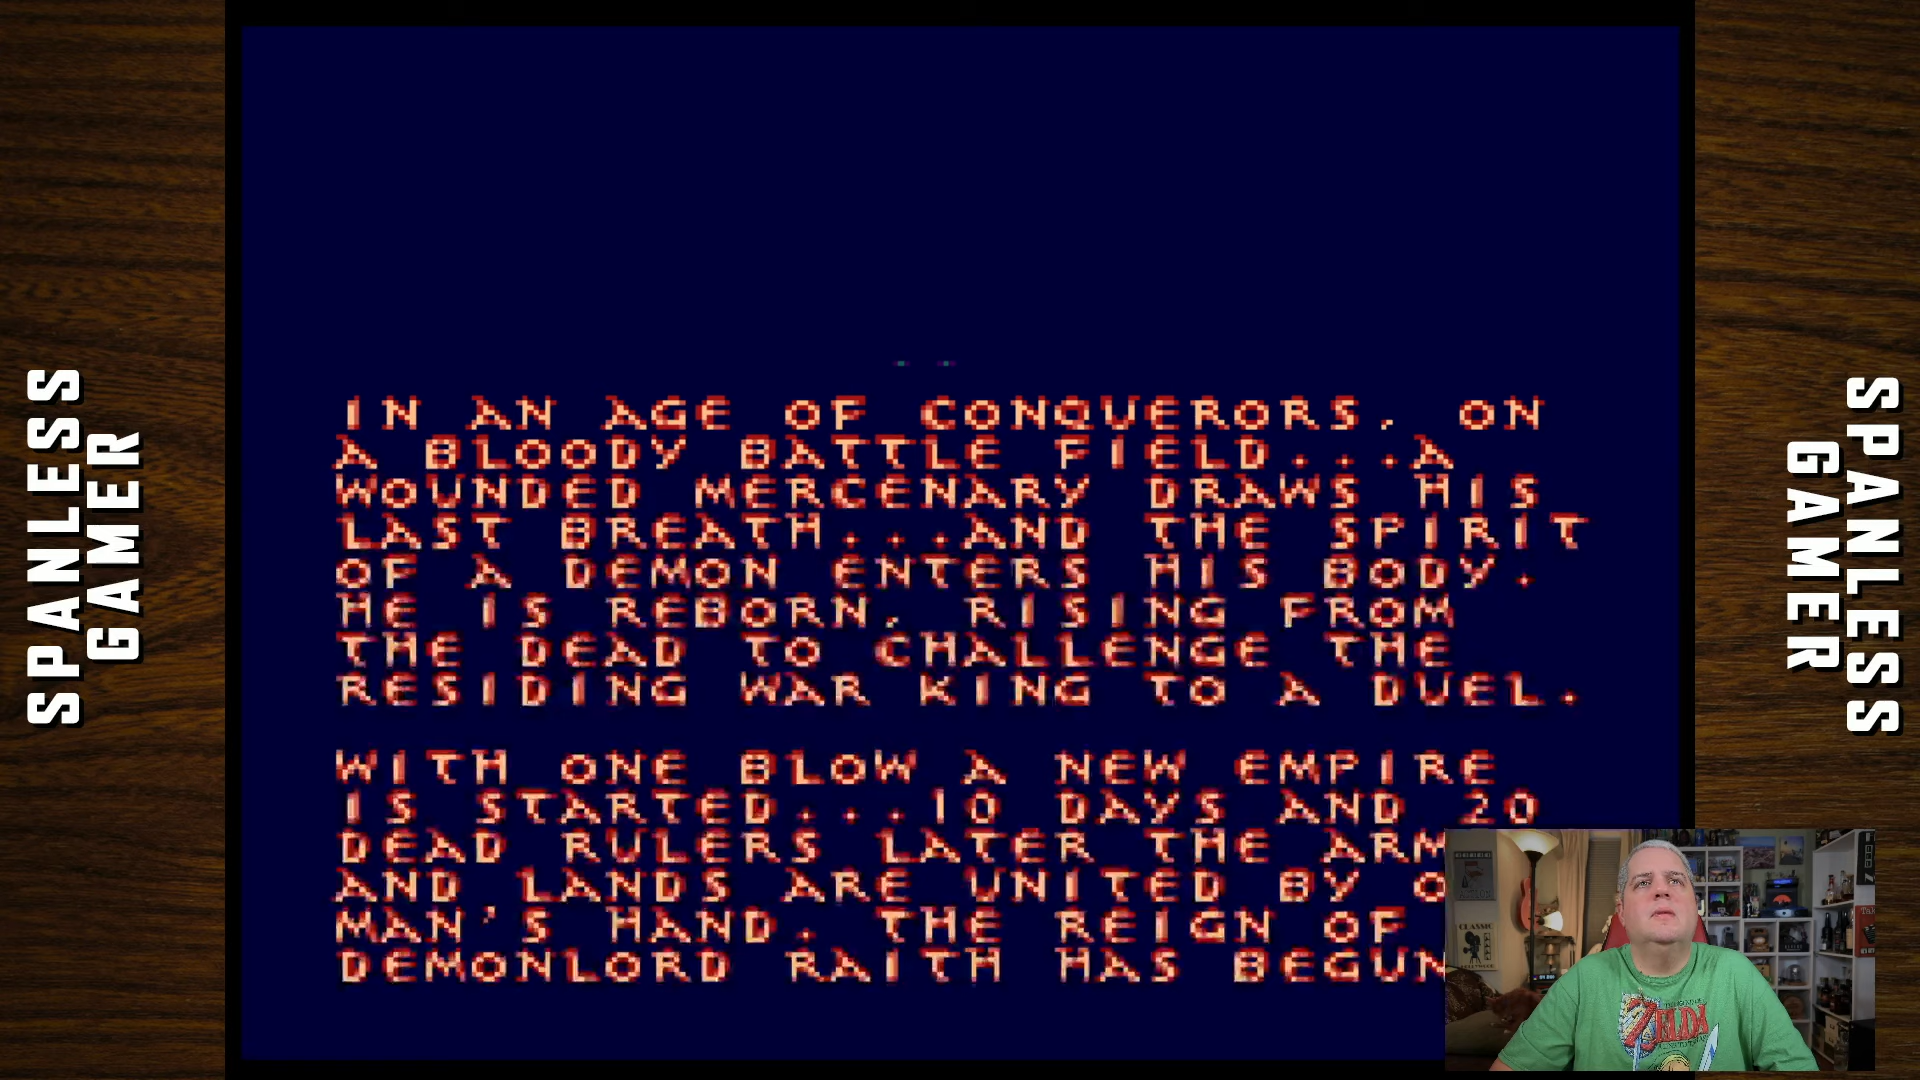 SPANLESS
GAMER
IN AN AGE OF CONQUERORS, ON
A BLOODY BATTLE FIELD...A
WOUNDED MERCENARY DRAWS HIS
LAST BREATH...AND THE SPIRIT
OF A DEMON ENTERS HIS BODY.
HE IS REBORN, RISING FROM
THE DEAD TO CHALLENGE THE
RESIDING WAR KING TO A DUEL.
WITH ONE BLOW A NEW EMPIRE
IS STARTED...10 DAYS AND 20
DEAD RULERS LATER THE ARM
AND LANDS ARE UNITED BY O
MAN'S HAND. THE REIGN OF
DEMONLORD RAITH HAS BEGUN
SPANLESS
GAMER
CLASSIC
ZELDA